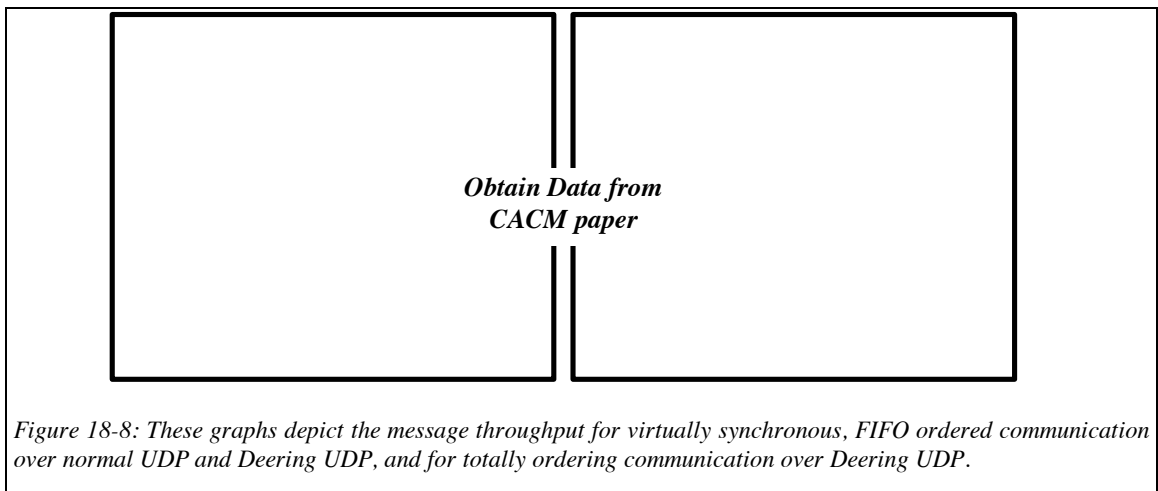 Obtain Data from
CACM paper
Figure 18-8: These graphs depict the message throughput for virtually synchronous, FIFO ordered communication
over normal UDP and Deering UDP, and for totally ordering communication over Deering UDP.